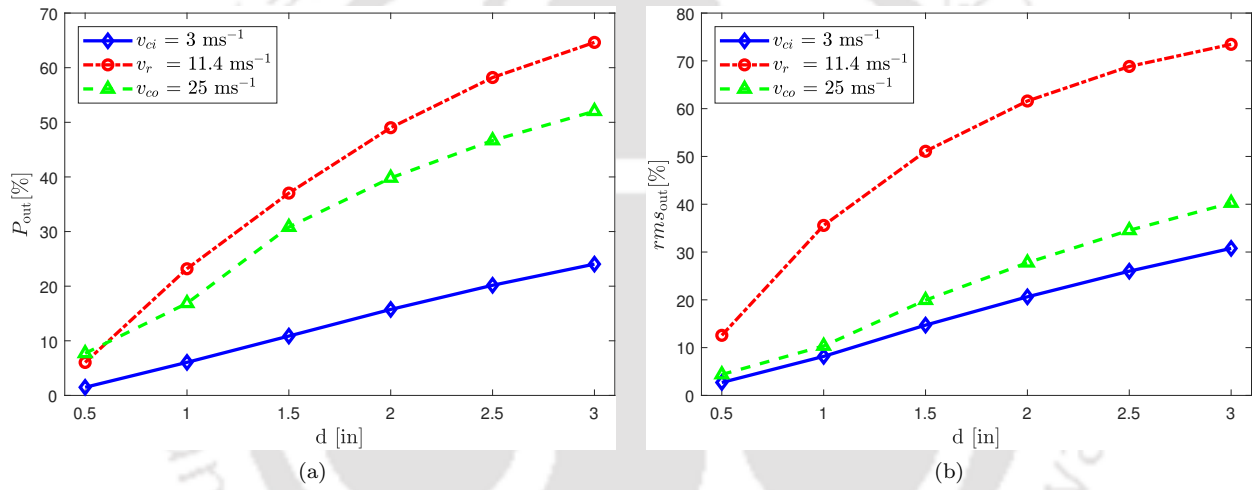 70
60
50
40
30
20
10
0
P_out[%]
v_ci = 3 ms⁻¹
v_r = 11.4 ms⁻¹
v_co = 25 ms⁻¹
0.5 1 1.5 2 2.5 3
d [in]
(a)
80
70
60
50
40
30
20
10
0
rms_out[%]
v_ci = 3 ms⁻¹
v_r = 11.4 ms⁻¹
v_co = 25 ms⁻¹
0.5 1 1.5 2 2.5 3
d [in]
(b)